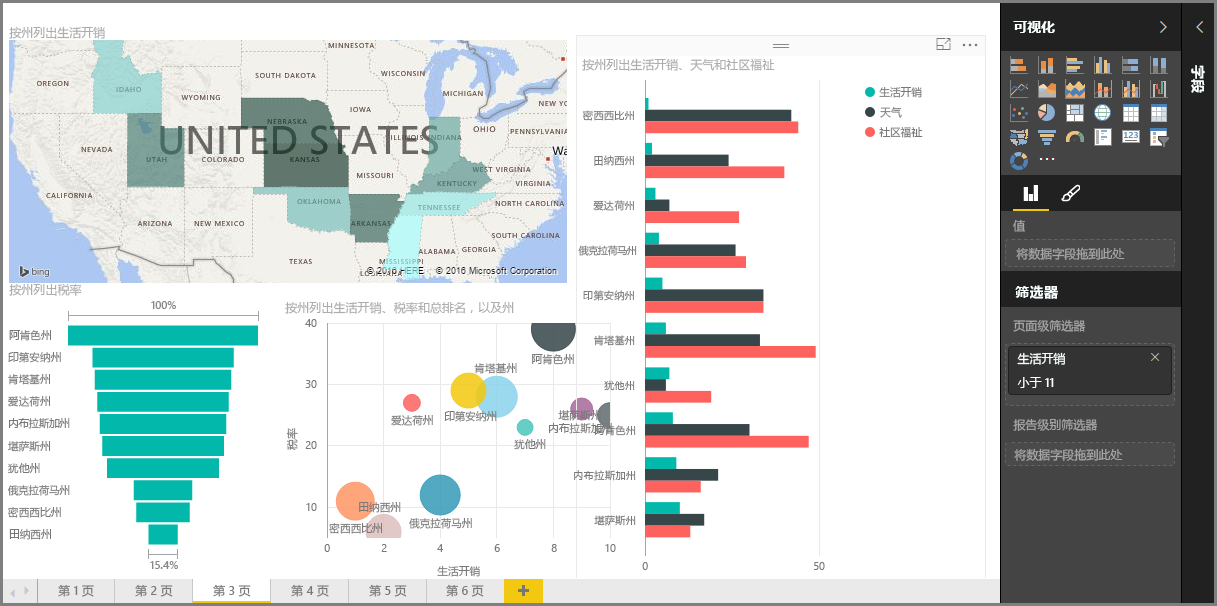 按州列出生活开销
MINNESOTA
OREGON
IDAHO
SOUTH DAKOTA
WISCONSIN
WYOMING
MICHIGAN
IOWA
NEW YO
NEBRASKA
UNITED STATES
NEVADA
UTAH
COLORADO
KANSAS
ILLINOIS
INDIANA
OHIO
PENNSYLVANIA
Wa
MISSOURI
WEST VIRGINIA
KENTUCKY
VIRGINIA
CALIFORNIA
OKLAHOMA
TENNESSEE
NORTH CAROLINA
ARIZONA
NEW MEXICO
ARKANSAS
SOUTH CAROLINA
ALABAMA
GEORGIA
TEXAS
MISSISSIPPI
LOUISIANA
bing
© 2016 HERE
© 2016 Microsoft Corporation
按州列出税率
100%
阿肯色州
印第安纳州
肯塔基州
爱达荷州
内布拉斯加州
堪萨斯州
犹他州
俄克拉荷马州
密西西比州
田纳西州
15.4%
按州列出生活开销、税率和总排名，以及州
40
30
20
10
税率
阿肯色州
肯塔基州
爱达荷州
印第安纳州
堪萨斯州
内布拉斯加州
犹他州
田纳西州
密西西比州
俄克拉荷马州
0 2 4 6 8 10
生活开销
按州列出生活开销、天气和社区福祉
生活开销
天气
社区福祉
密西西比州
田纳西州
爱达荷州
俄克拉荷马州
印第安纳州
肯塔基州
犹他州
阿肯色州
内布拉斯加州
堪萨斯州
0 50
可视化
字段
123
值
将数据字段拖到此处
筛选器
页面级筛选器
生活开销
小于 11
报告级别筛选器
将数据字段拖到此处
第 1 页 第 2 页 第 3 页 第 4 页 第 5 页 第 6 页 +